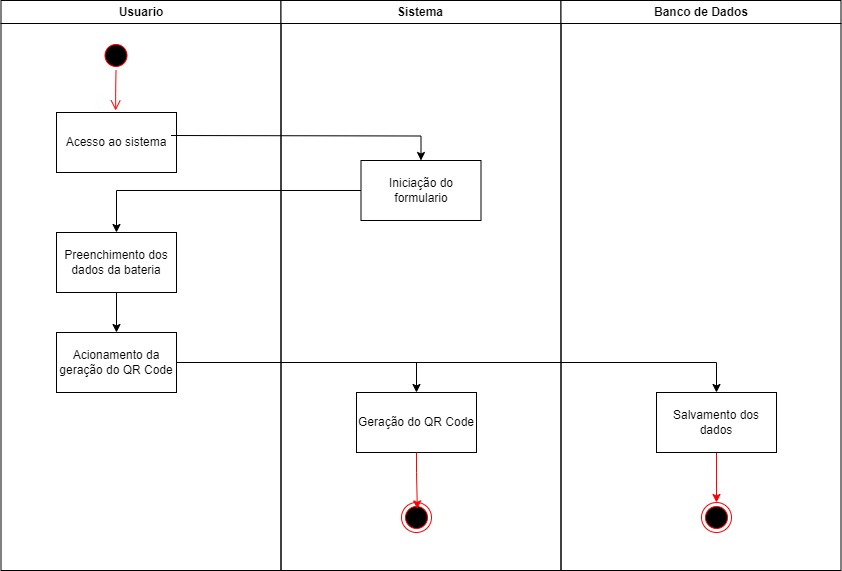 Usuario
Sistema
Banco de Dados
Acesso ao sistema
Iniciação do
formulario
Preenchimento dos
dados da bateria
Acionamento da
geração do QR Code
Geração do QR Code
Salvamento dos
dados